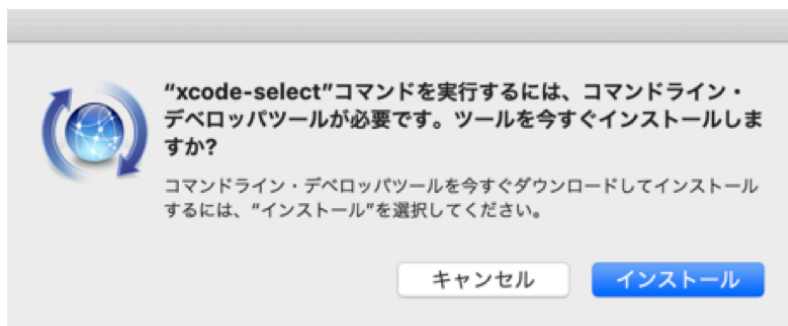 “xcode-select”コマンドを実行するには、コマンドライン・
デベロッパツールが必要です。ツールを今すぐインストールしま
すか?
コマンドライン・デベロッパツールを今すぐダウンロードしてインストール
するには、“インストール”を選択してください。
キャンセル
インストール